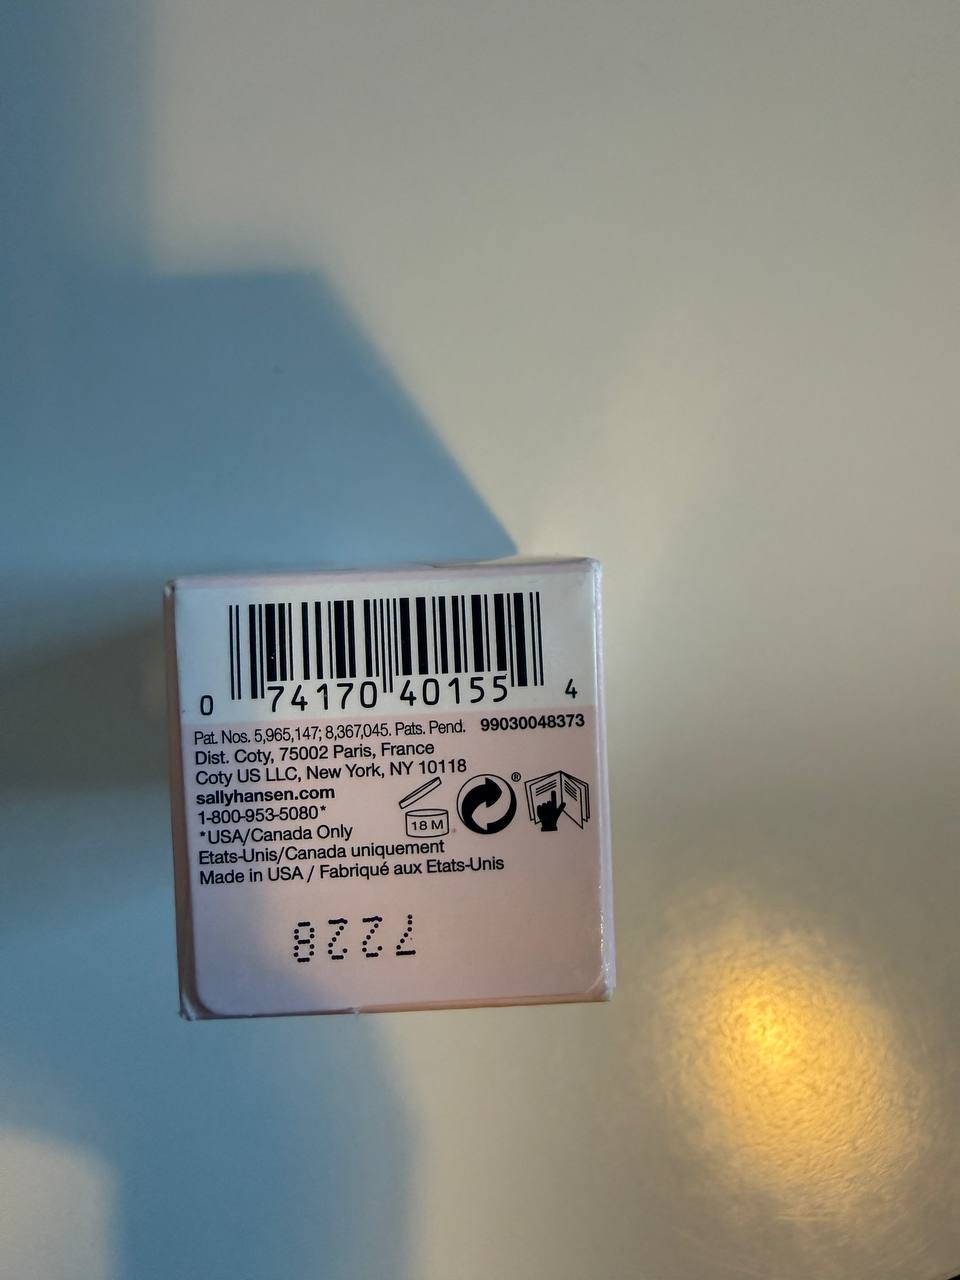 0 74170 40155 4
Pat. Nos. 5,965,147; 8,367,045. Pats. Pend. 99030048373
Dist. Coty, 75002 Paris, France
Coty US LLC, New York, NY 10118
sallyhansen.com
1-800-953-5080*
*USA/Canada Only
Etats-Unis/Canada uniquement
Made in USA / Fabriqué aux Etats-Unis
18 M
®
7228